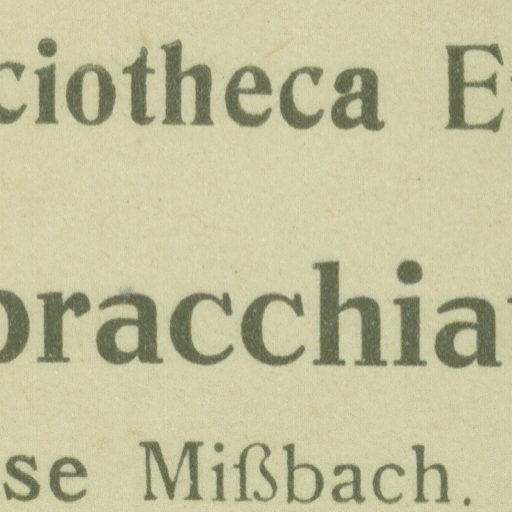 ciotheca E
bracchia
se Mißbach.